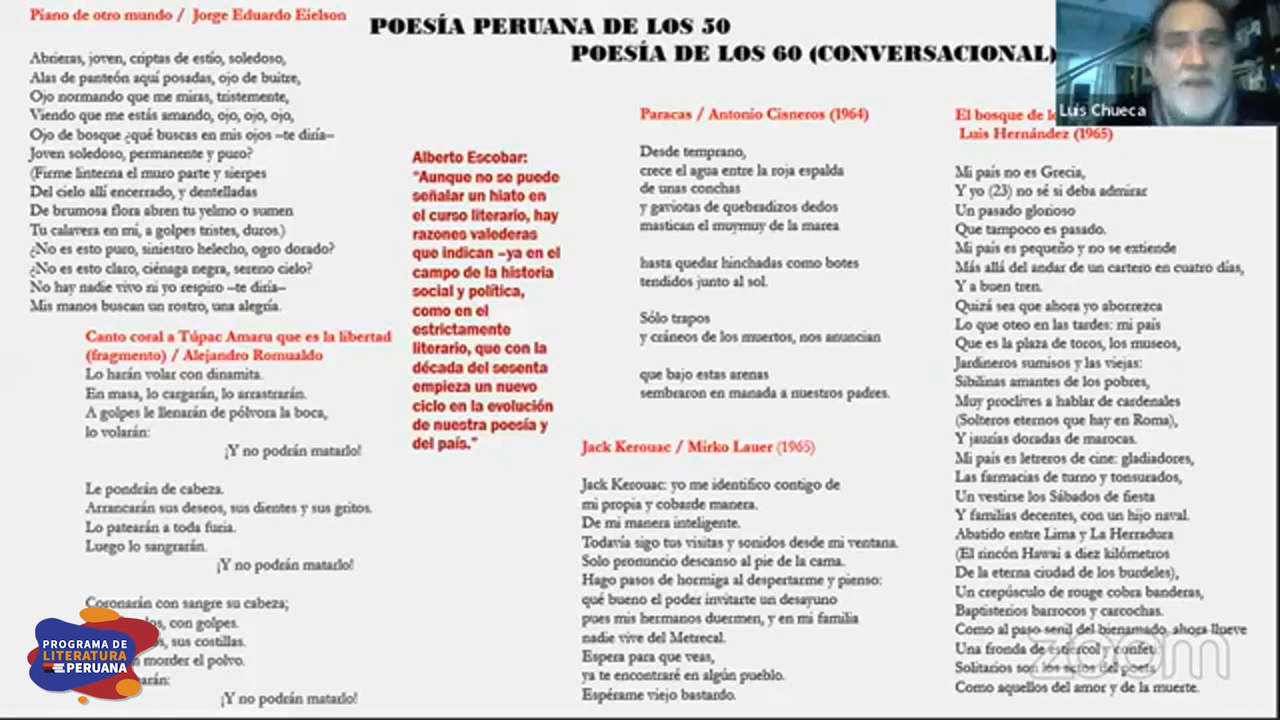 Piano de otro mundo / Jorge Eduardo Eielson
Abrieras, joven, criptas de estío, soledoso,
Alas de panteón aquí posadas, ojo de buitre,
Ojo normando que me miras, tristemente,
Viendo que me estás amando, ojo, ojo, ojo,
Ojo de bosque ¿qué buscas en mis ojos –te diría–
Joven soledoso, permanente y puro?
(Firme linterna el muro parte y sierpes
Del cielo allí encerrado, y dentelladas
De brumosa flora abren tu yelmo o sumen
Tu calavera en mí, a golpes tristes, duros.)
¿No es esto puro, siniestro helecho, ogro dorado?
¿No es esto claro, ciénaga negra, sereno cielo?
No hay nadie vivo ni yo respiro –te diría–
Mis manos buscan un rostro, una alegría.
Canto coral a Túpac Amaru que es la libertad
(fragmento) / Alejandro Romualdo
Lo harán volar con dinamita.
En masa, lo cargarán, lo arrastrarán.
A golpes le llenarán de pólvora la boca,
lo volarán:
¡Y no podrán matarlo!
Le pondrán de cabeza.
Arrancarán sus deseos, sus dientes y sus gritos.
Lo patearán a toda furia.
Luego lo sangrarán.
¡Y no podrán matarlo!
Coronarán con sangre su cabeza;
con golpes.
sus costillas.
morder el polvo.
¡Y no podrán matarlo!
PROGRAMA DE
LITERATURA
PERUANA
POESÍA PERUANA DE LOS 50
POESÍA DE LOS 60 (CONVERSACIONAL)
Alberto Escobar:
"Aunque no se puede
señalar un hiato en
el curso literario, hay
razones valederas
que indican –ya en el
campo de la historia
social y política,
como en el
estrictamente
literario, que con la
década del sesenta
empieza un nuevo
ciclo en la evolución
de nuestra poesía y
del país."
Paracas / Antonio Cisneros (1964)
Desde temprano,
crece el agua entre la roja espalda
de unas conchas
y gaviotas de quebradizos dedos
mastican el muymuy de la marea
hasta quedar hinchadas como botes
tendidos junto al sol.
Sólo trapos
y cráneos de los muertos, nos anuncian
que bajo estas arenas
sembraron en manada a nuestros padres.
Jack Kerouac / Mirko Lauer (1965)
Jack Kerouac: yo me identifico contigo de
mi propia y cobarde manera.
De mi manera inteligente.
Todavía sigo tus visitas y sonidos desde mi ventana.
Solo pronuncio descanso al pie de la cama.
Hago pasos de hormiga al despertarme y pienso:
qué bueno el poder invitarte un desayuno
pues mis hermanos duermen, y en mi familia
nadie vive del Metrecal.
Espera para que veas,
ya te encontraré en algún pueblo.
Espérame viejo bastardo.
Luis Chueca
El bosque de
Luis Hernández (1965)
Mi país no es Grecia,
Y yo (23) no sé si deba admirar
Un pasado glorioso
Que tampoco es pasado.
Mi país es pequeño y no se extiende
Más allá del andar de un cartero en cuatro días,
Y a buen tren.
Quizá sea que ahora yo aborrezca
Lo que oteo en las tardes: mi país
Que es la plaza de toros, los museos,
Jardineros sumisos y las viejas:
Sibilinas amantes de los pobres,
Muy proclives a hablar de cardenales
(Solteros eternos que hay en Roma),
Y jaurías doradas de marocas.
Mi país es letreros de cine: gladiadores,
Las farmacias de turno y tonsurados,
Un vestirse los Sábados de fiesta
Y familias decentes, con un hijo naval.
Abatido entre Lima y La Herradura
(El rincón Hawai a diez kilómetros
De la eterna ciudad de los burdeles),
Un crepúsculo de rouge cobra banderas,
Baptisterios barrocos y carcochas.
Como al paso senil del bienamado, ahora llueve
Una fronda de estiércol y confeti:
Solitarios son los actos del poeta
Como aquellos del amor y de la muerte.
zoom